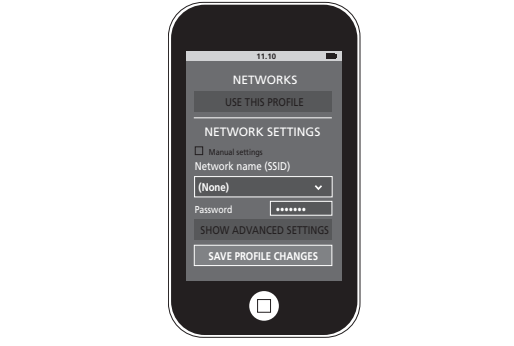 11.10
NETWORKS
USE THIS PROFILE
NETWORK SETTINGS
Manual settings
Network name (SSID)
(None)
Password •••••••
SHOW ADVANCED SETTINGS
SAVE PROFILE CHANGES